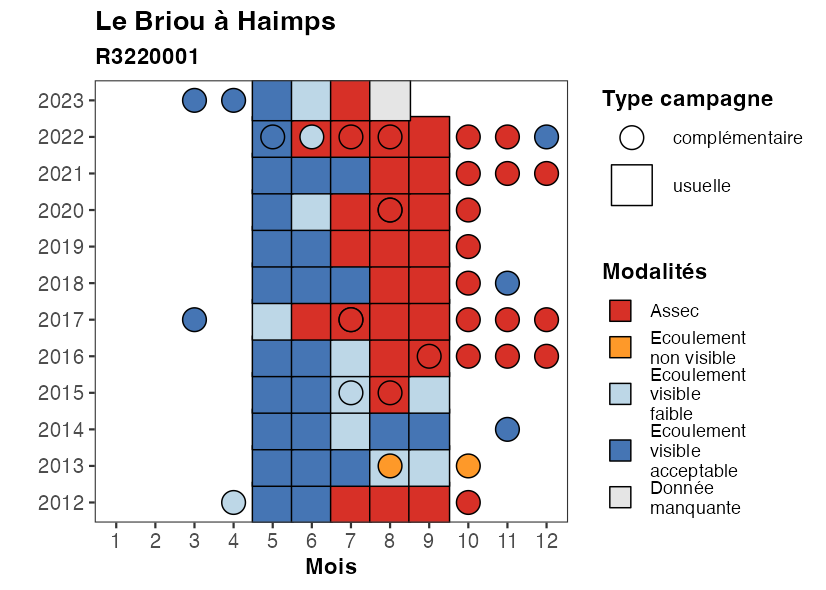 Le Briou à Haimps
R3220001
2023
2022
2021
2020
2019
2018
2017
2016
2015
2014
2013
2012
1 2 3 4 5 6 7 8 9 10 11 12
Mois
Type campagne
complémentaire
usuelle
Modalités
Assec
Ecoulement
non visible
Ecoulement
visible
faible
Ecoulement
visible
acceptable
Donnée
manquante